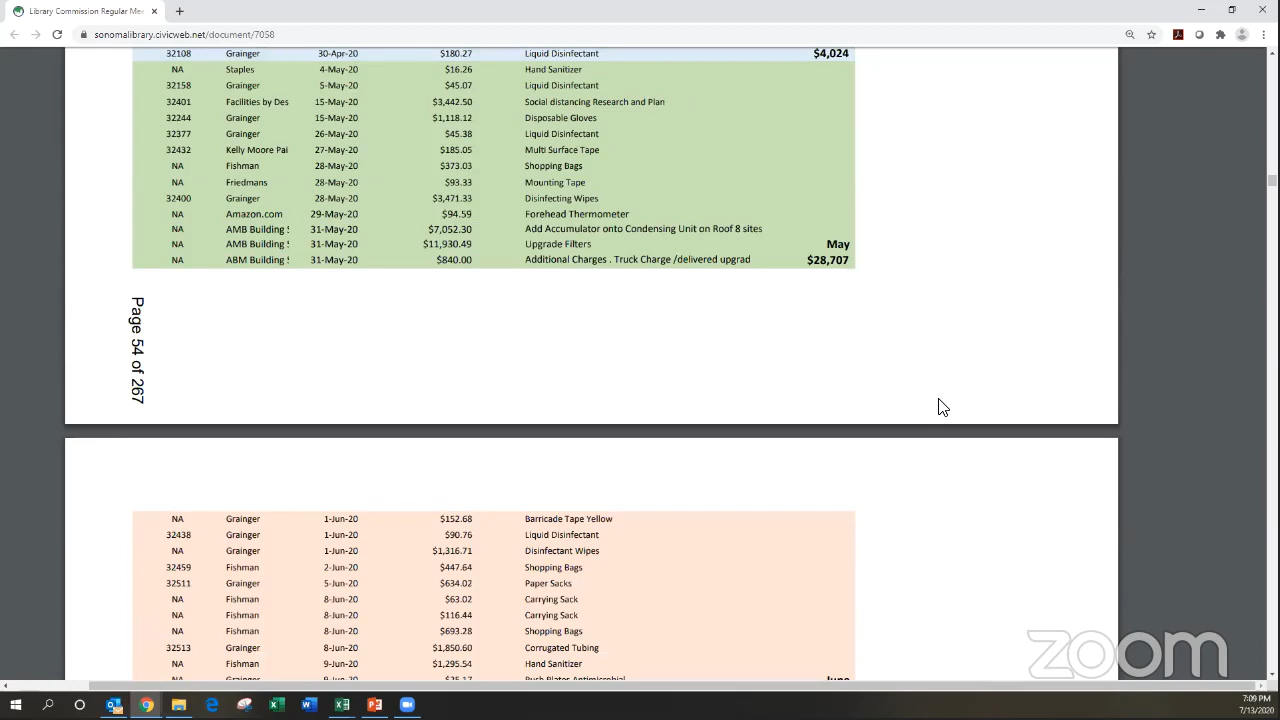 Library Commission Regular Mee
sonomalibrary.civicweb.net/document/7058
32108 Grainger 30-Apr-20 $180.27 Liquid Disinfectant $4,024
NA Staples 4-May-20 $16.26 Hand Sanitizer
32158 Grainger 5-May-20 $45.07 Liquid Disinfectant
32401 Facilities by Des 15-May-20 $3,442.50 Social distancing Research and Plan
32244 Grainger 15-May-20 $1,118.12 Disposable Gloves
32377 Grainger 26-May-20 $45.38 Liquid Disinfectant
32432 Kelly Moore Pai 27-May-20 $185.05 Multi Surface Tape
NA Fishman 28-May-20 $373.03 Shopping Bags
NA Friedmans 28-May-20 $93.33 Mounting Tape
32400 Grainger 28-May-20 $3,471.33 Disinfecting Wipes
NA Amazon.com 29-May-20 $94.59 Forehead Thermometer
NA AMB Building 31-May-20 $7,052.30 Add Accumulator onto Condensing Unit on Roof 8 sites
NA AMB Building 31-May-20 $11,930.49 Upgrade Filters May
NA ABM Building 31-May-20 $840.00 Additional Charges . Truck Charge /delivered upgrad $28,707
Page 54 of 267
NA Grainger 1-Jun-20 $152.68 Barricade Tape Yellow
32438 Grainger 1-Jun-20 $90.76 Liquid Disinfectant
NA Grainger 1-Jun-20 $1,316.71 Disinfectant Wipes
32459 Fishman 2-Jun-20 $447.64 Shopping Bags
32511 Grainger 5-Jun-20 $634.02 Paper Sacks
NA Fishman 8-Jun-20 $63.02 Carrying Sack
NA Fishman 8-Jun-20 $116.44 Carrying Sack
NA Fishman 8-Jun-20 $693.28 Shopping Bags
32513 Grainger 8-Jun-20 $1,850.60 Corrugated Tubing
NA Fishman 9-Jun-20 $1,295.54 Hand Sanitizer
NA Grainger 9-Jun-20 $25.17 Push Plates Antimicrobial June
zoom
7:09 PM
7/13/2020